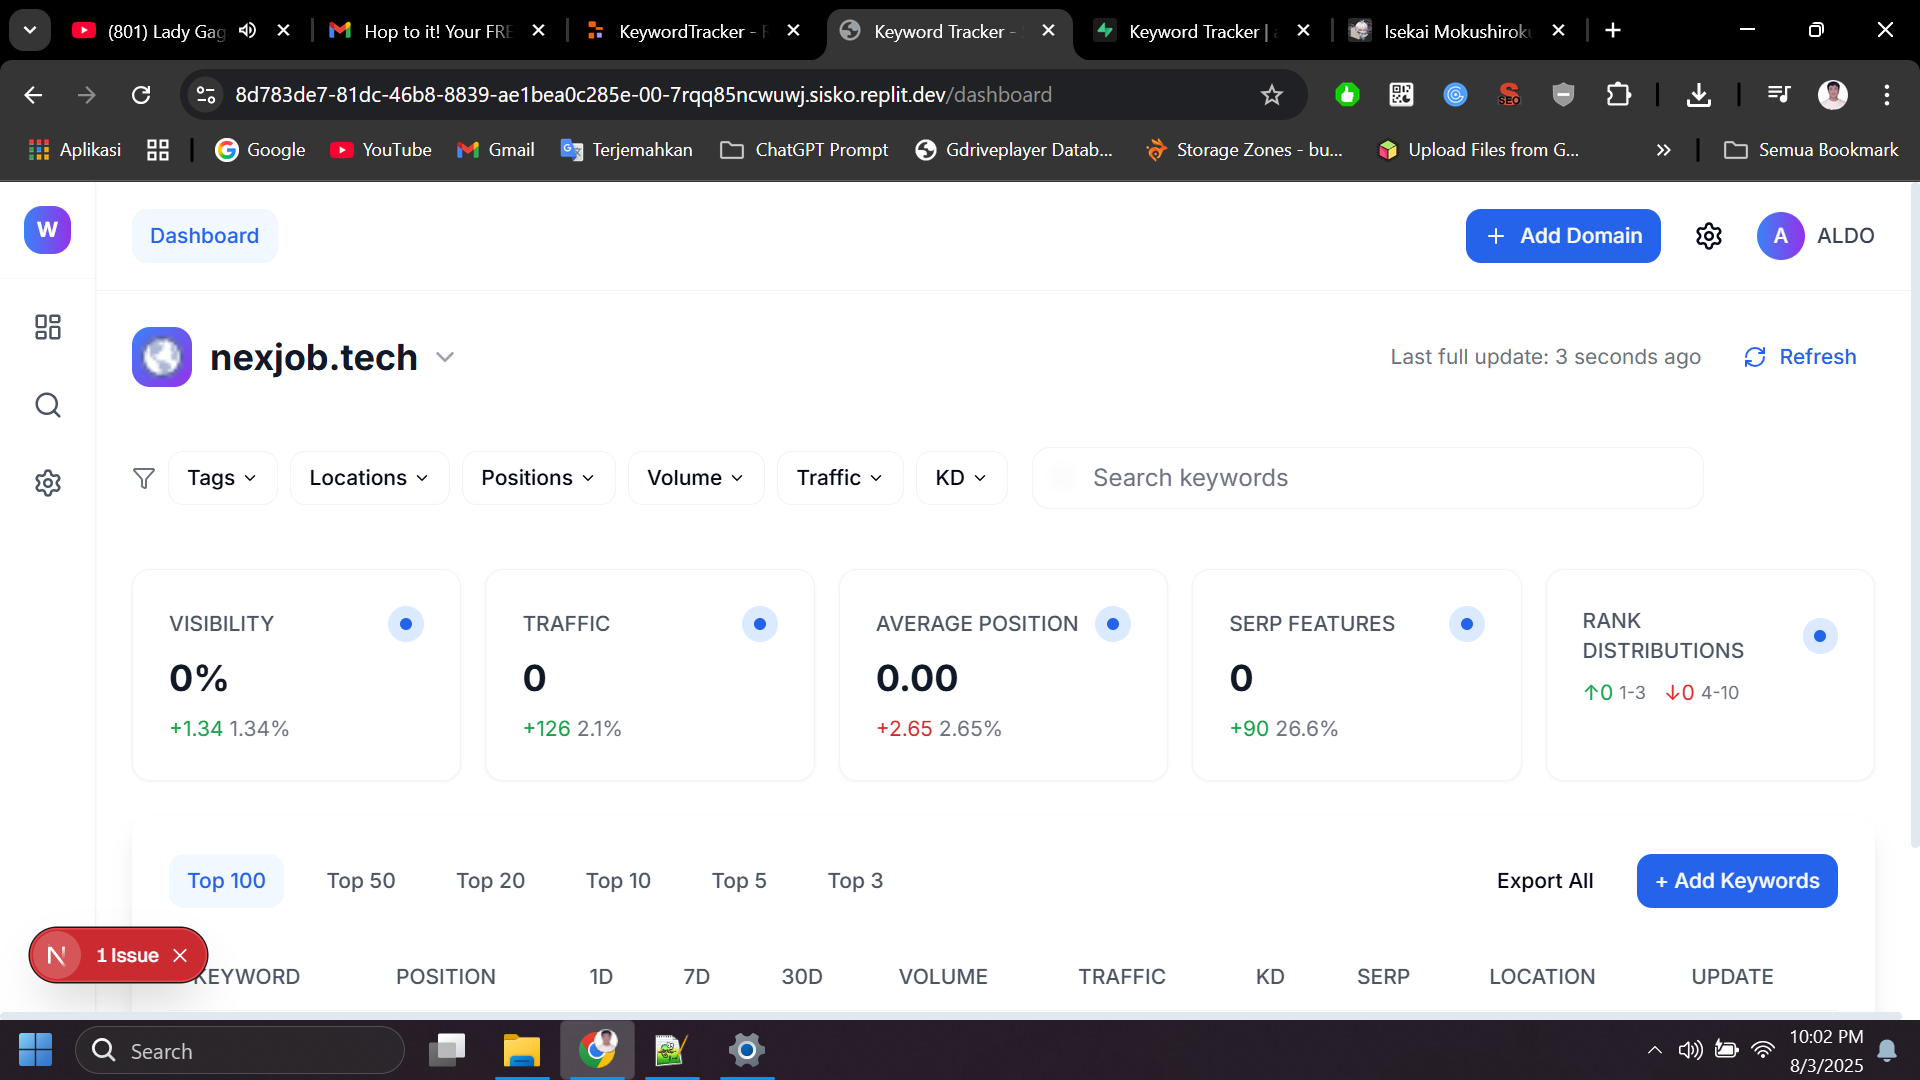 (801) Lady Gag
Hop to it! Your FRE
KeywordTracker -
Keyword Tracker -
Keyword Tracker |
Isekai Mokushiroku
8d783de7-81dc-46b8-8839-ae1bea0c285e-00-7rqq85ncwuwj.sisko.replit.dev/dashboard
SEO
Aplikasi
Google
YouTube
Gmail
Terjemahkan
ChatGPT Prompt
Gdriveplayer Datab...
Storage Zones - bu...
Upload Files from G...
Semua Bookmark
W
Dashboard
+ Add Domain
A
ALDO
nexjob.tech
Last full update: 3 seconds ago
Refresh
Tags
Locations
Positions
Volume
Traffic
KD
Search keywords
VISIBILITY
0%
+1.34 1.34%
TRAFFIC
0
+126 2.1%
AVERAGE POSITION
0.00
+2.65 2.65%
SERP FEATURES
0
+90 26.6%
RANK
DISTRIBUTIONS
↑0 1-3 ↓0 4-10
Top 100
Top 50
Top 20
Top 10
Top 5
Top 3
Export All
+ Add Keywords
N 1 Issue
KEYWORD
POSITION
1D
7D
30D
VOLUME
TRAFFIC
KD
SERP
LOCATION
UPDATE
Search
10:02 PM
8/3/2025